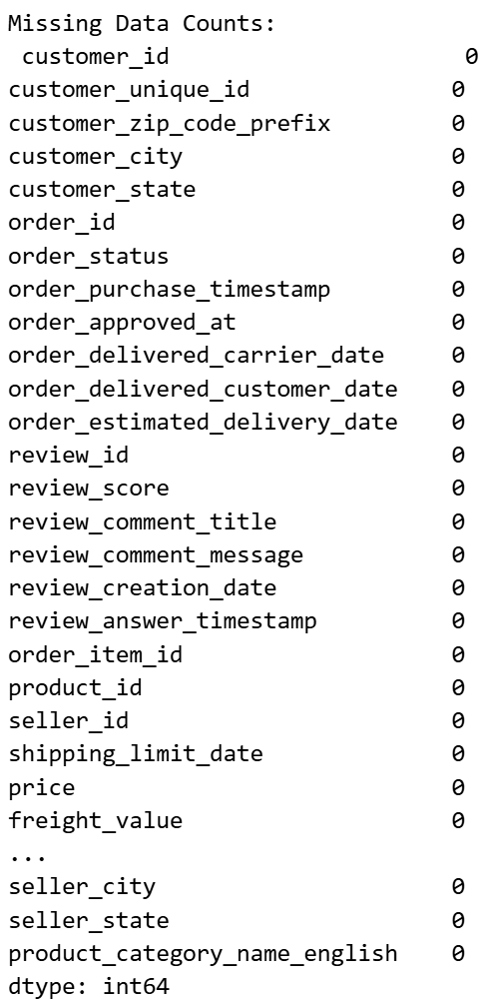 Missing Data Counts:
 customer_id                      0
customer_unique_id               0
customer_zip_code_prefix         0
customer_city                    0
customer_state                   0
order_id                         0
order_status                     0
order_purchase_timestamp         0
order_approved_at                0
order_delivered_carrier_date     0
order_delivered_customer_date    0
order_estimated_delivery_date    0
review_id                        0
review_score                     0
review_comment_title             0
review_comment_message           0
review_creation_date             0
review_answer_timestamp          0
order_item_id                    0
product_id                       0
seller_id                        0
shipping_limit_date              0
price                            0
freight_value                    0
...
seller_city                      0
seller_state                     0
product_category_name_english    0
dtype: int64